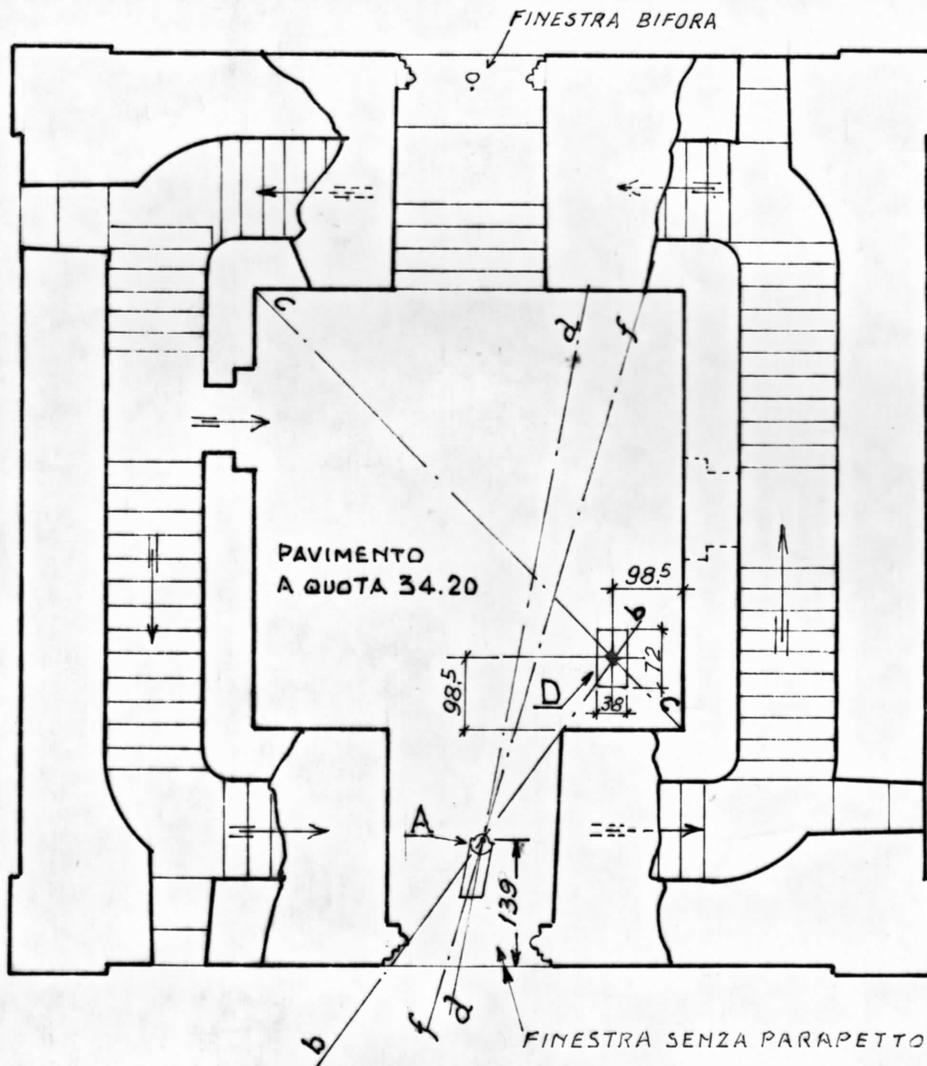 FINESTRA BIFORA
c
d
f
PAVIMENTO
A QUOTA 34.20
98.5
b
72
98.5
D
38
c
A
139
b
f
d
FINESTRA SENZA PARAPETTO